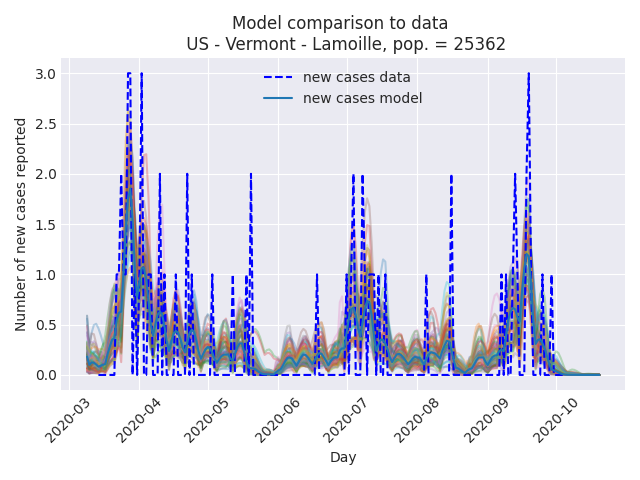 Model comparison to data
US - Vermont - Lamoille, pop. = 25362
new cases data
new cases model
Number of new cases reported
3.0
2.5
2.0
1.5
1.0
0.5
0.0
2020-03
2020-04
2020-05
2020-06
2020-07
2020-08
2020-09
2020-10
Day